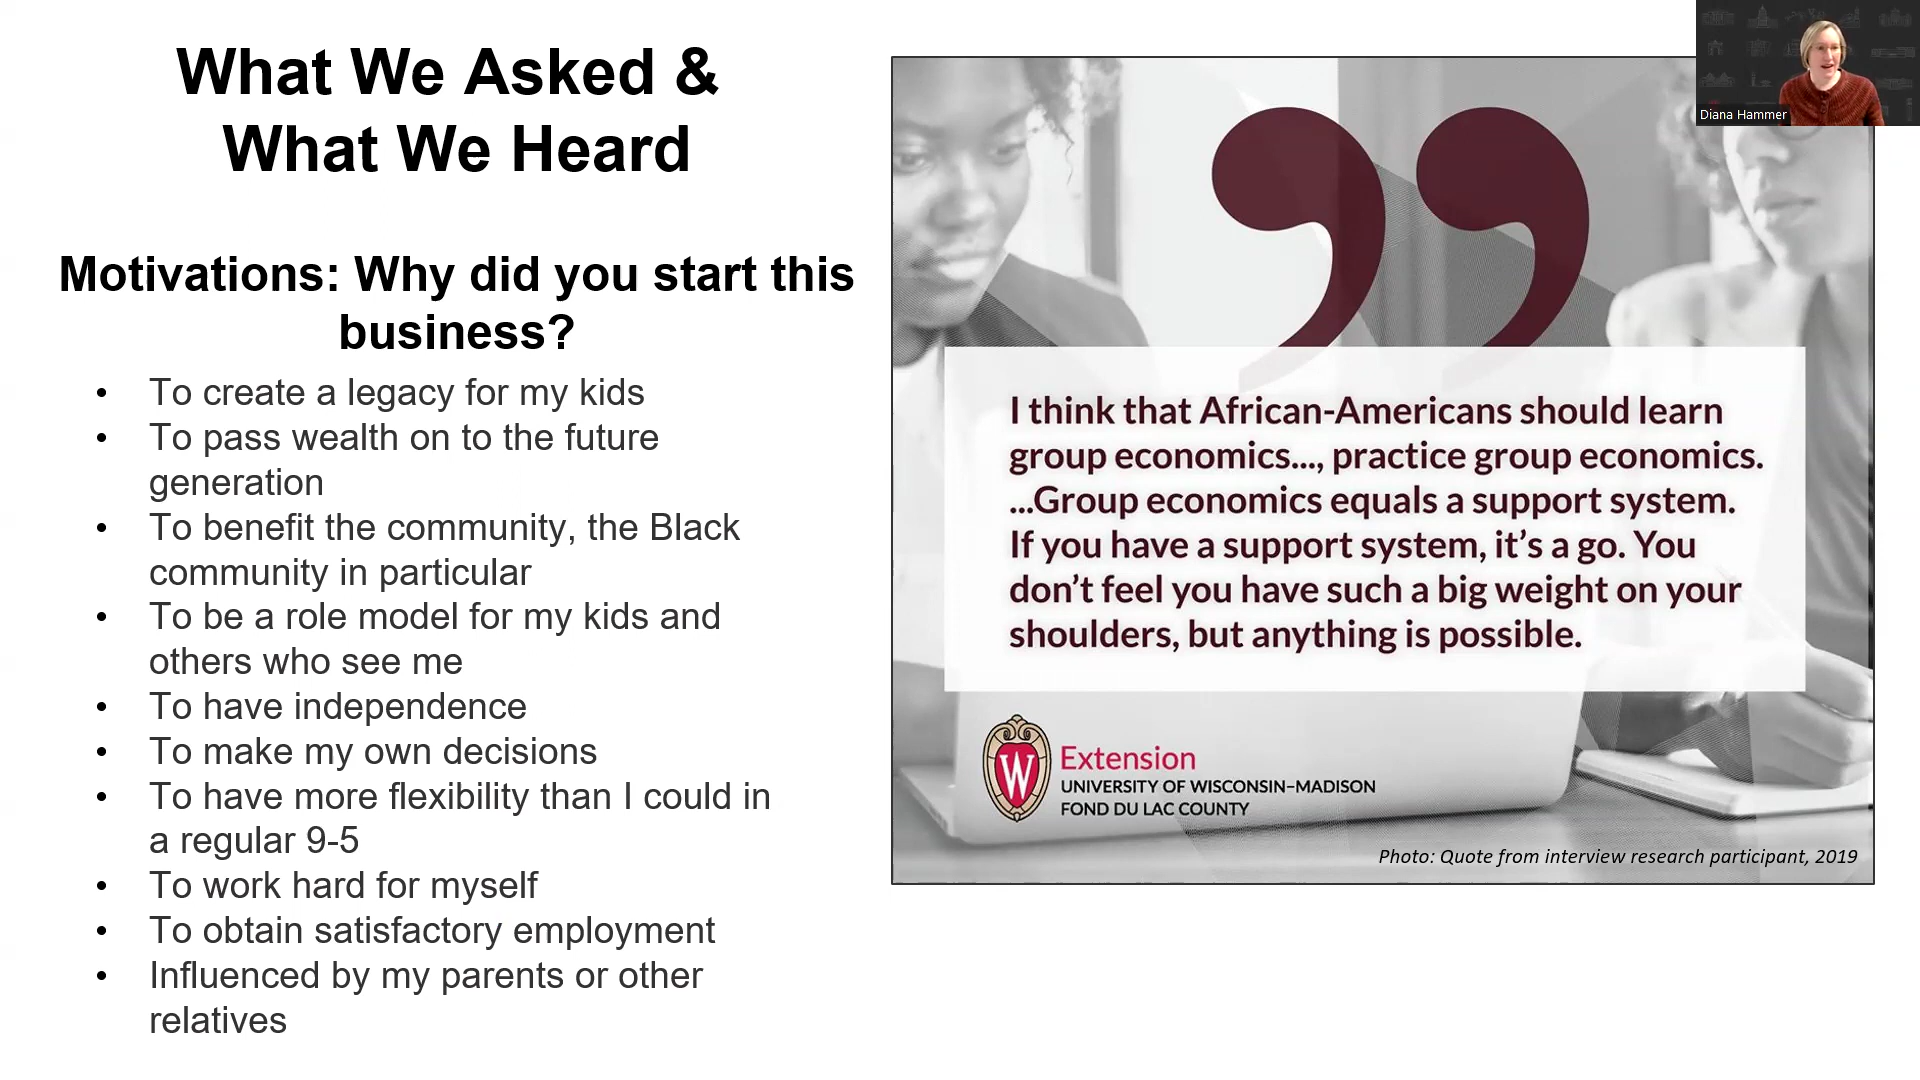 What We Asked &
What We Heard
Motivations: Why did you start this
business?
• To create a legacy for my kids
• To pass wealth on to the future
generation
• To benefit the community, the Black
community in particular
• To be a role model for my kids and
others who see me
• To have independence
• To make my own decisions
• To have more flexibility than I could in
a regular 9-5
• To work hard for myself
• To obtain satisfactory employment
• Influenced by my parents or other
relatives
Diana Hammer
I think that African-Americans should learn
group economics..., practice group economics.
...Group economics equals a support system.
If you have a support system, it’s a go. You
don’t feel you have such a big weight on your
shoulders, but anything is possible.
W
Extension
UNIVERSITY OF WISCONSIN–MADISON
FOND DU LAC COUNTY
Photo: Quote from interview research participant, 2019